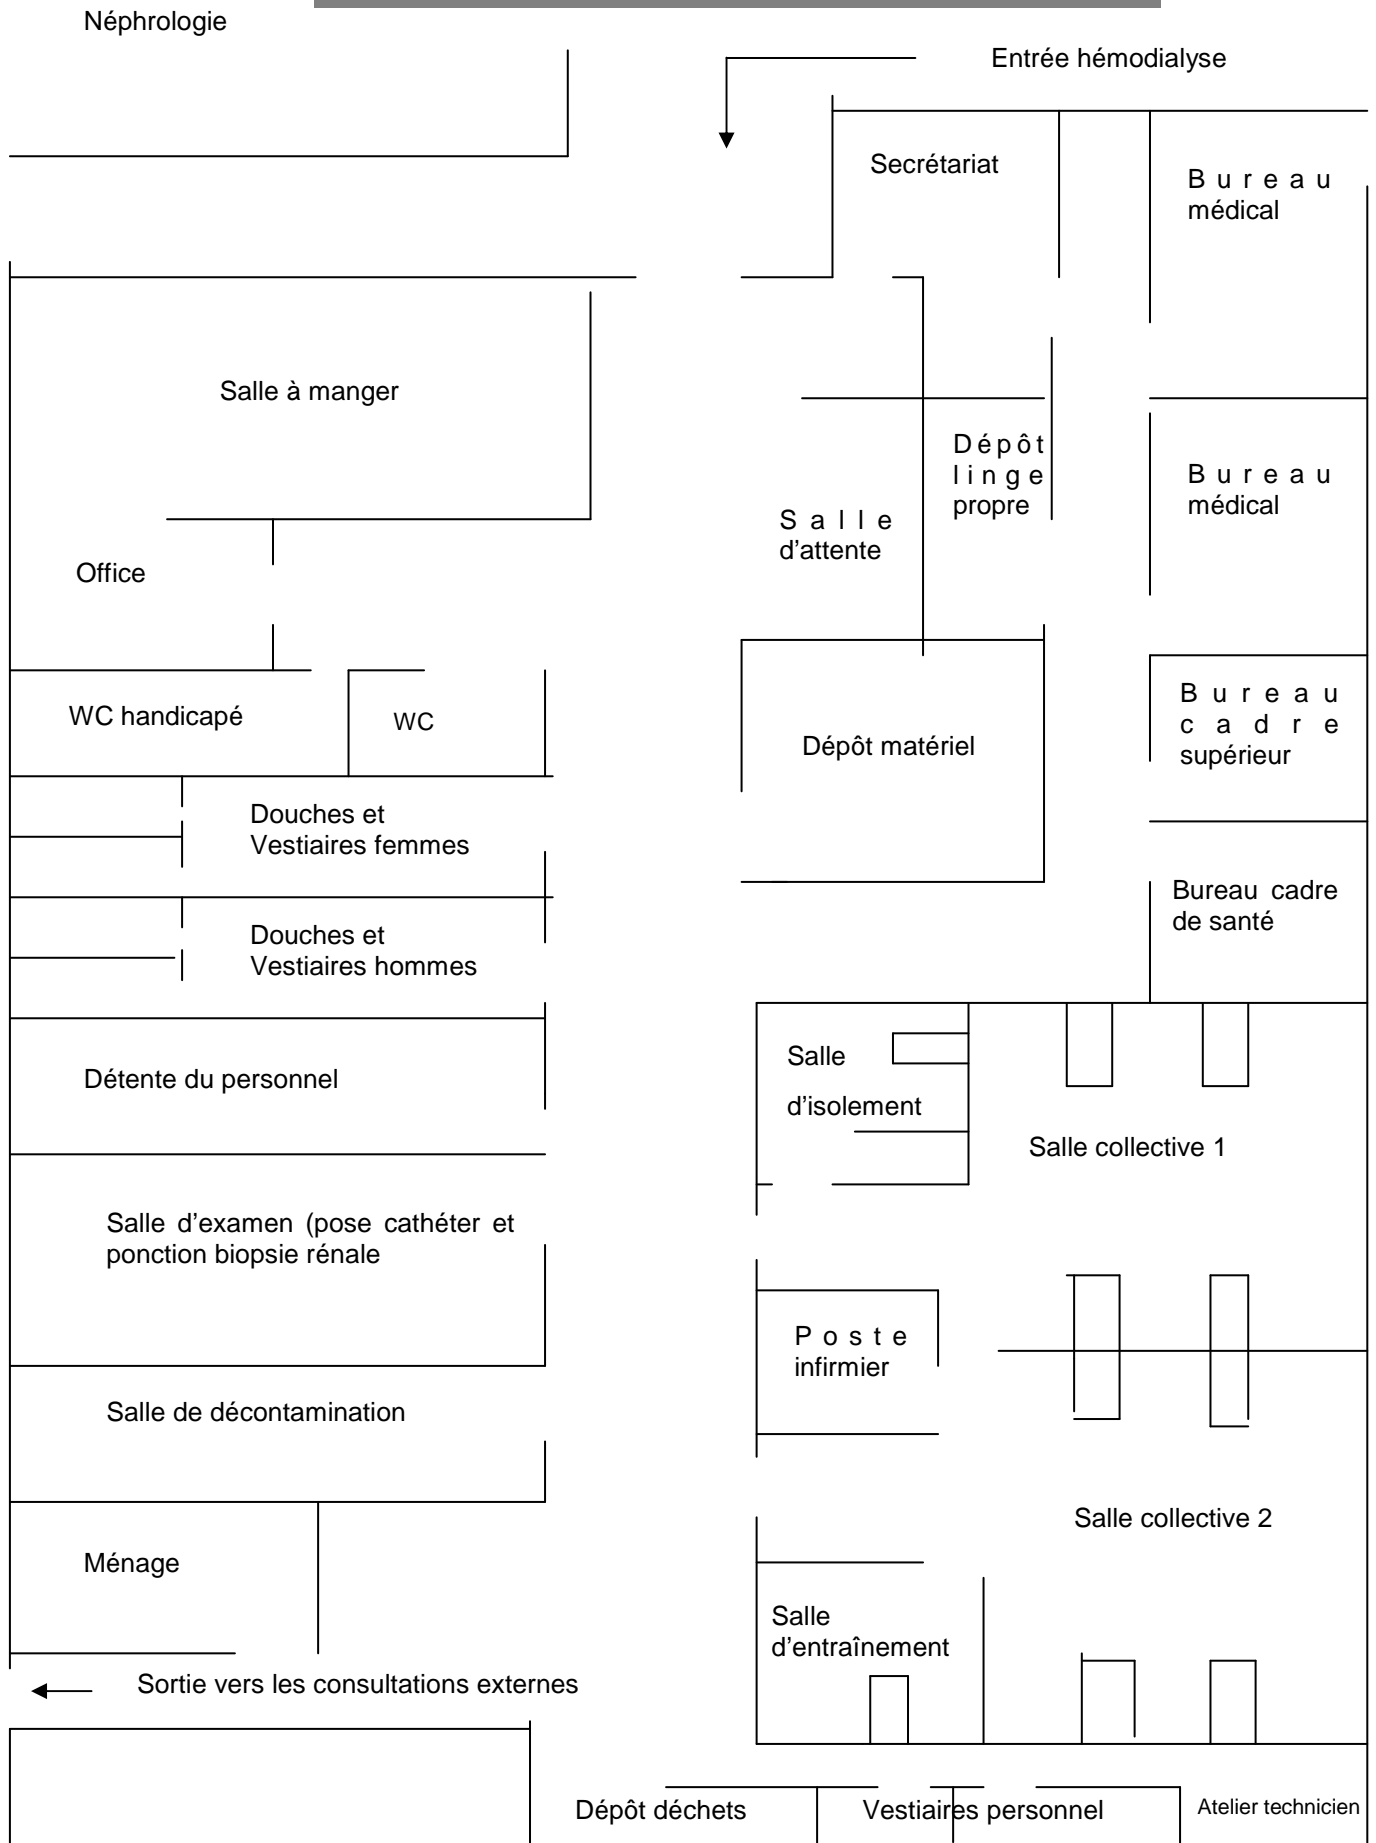 Néphrologie
Entrée hémodialyse
Secrétariat
Bureau
médical
Salle à manger
Dépôt
linge
propre
Bureau
médical
Salle
d'attente
Office
WC handicapé
WC
Dépôt matériel
Bureau
cadre
supérieur
Douches et
Vestiaires femmes
Bureau cadre
de santé
Douches et
Vestiaires hommes
Détente du personnel
Salle
d'isolement
Salle collective 1
Salle d'examen (pose cathéter et
ponction biopsie rénale
Poste
infirmier
Salle de décontamination
Salle collective 2
Ménage
Salle
d'entraînement
Sortie vers les consultations externes
Dépôt déchets
Vestiaires personnel
Atelier technicien